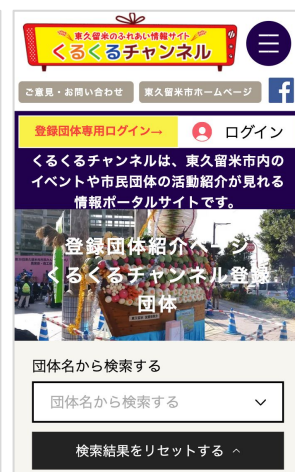 東久留米のふれあい情報サイト
くるくるチャンネル
ご意見・お問い合わせ
東久留米市ホームページ
登録団体専用ログイン→
ログイン
くるくるチャンネルは、東久留米市内の
イベントや市民団体の活動紹介が見れる
情報ポータルサイトです。
登録団体紹介ページ
くるくるチャンネル登録
団体
団体名から検索する
団体名から検索する
検索結果をリセットする